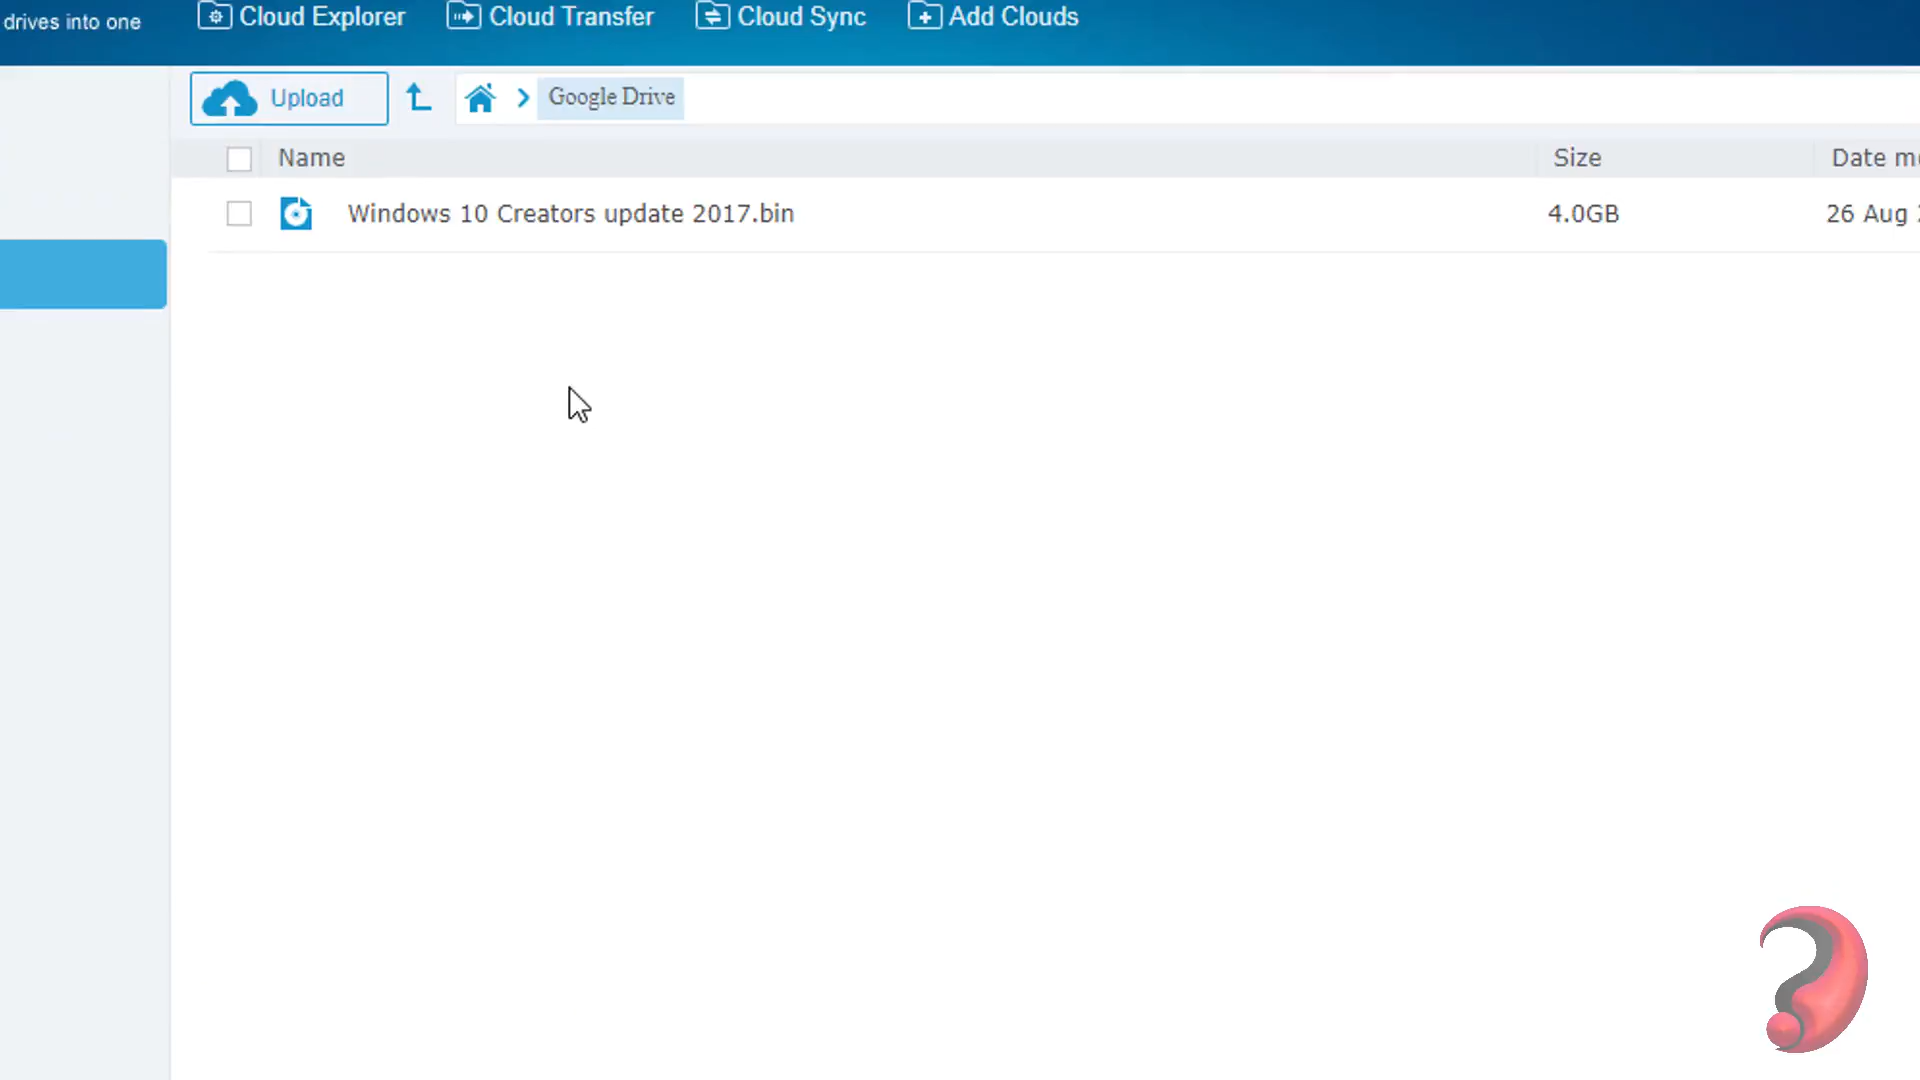 drives into one
Cloud Explorer
Cloud Transfer
Cloud Sync
Add Clouds
Upload
Google Drive
Name
Size
Date m
Windows 10 Creators update 2017.bin
4.0GB
26 Aug